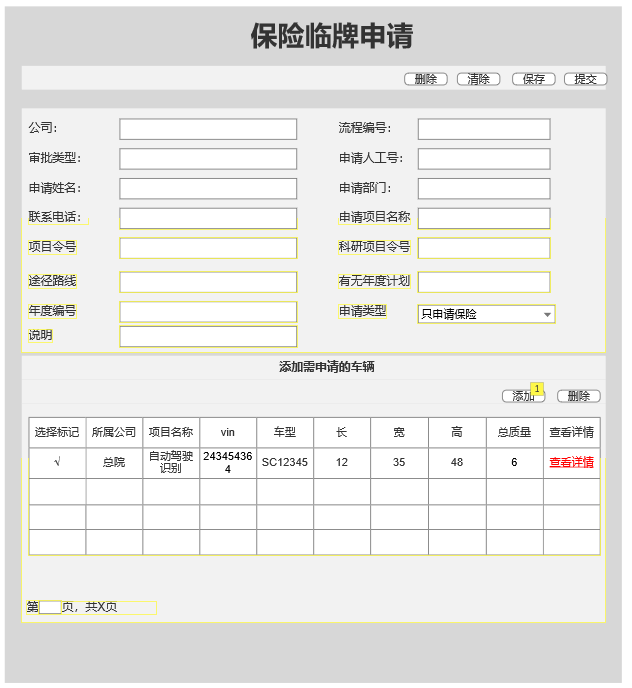 保险临牌申请
删除 清除 保存 提交
公司: 流程编号:
审批类型: 申请人工号:
申请姓名: 申请部门:
联系电话: 申请项目名称
项目令号 科研项目令号
途径路线 有无年度计划
年度编号 申请类型 只申请保险
说明
添加需申请的车辆
添加 1 删除
选择标记 所属公司 项目名称 vin 车型 长 宽 高 总质量 查看详情
√ 总院 自动驾驶 识别 24345436 4 SC12345 12 35 48 6 查看详情
第 页，共X页